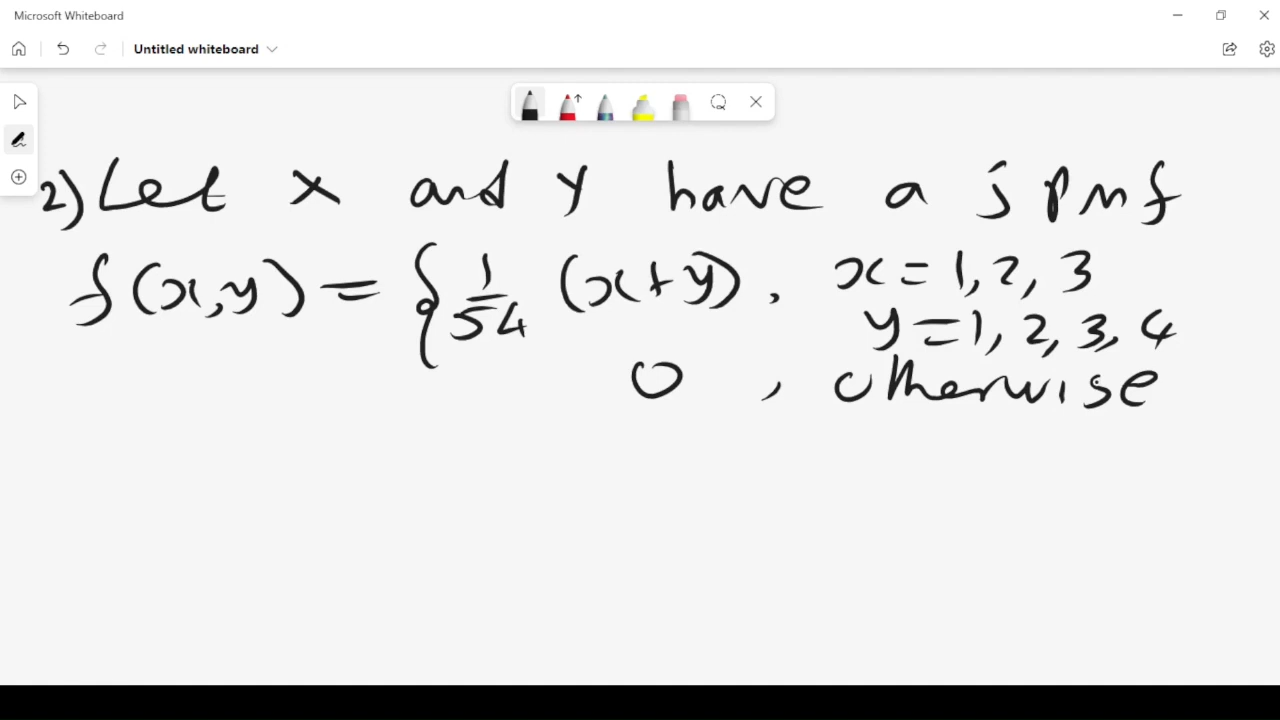 Microsoft Whiteboard
Untitled whiteboard
2) Let x and y have a jpmf
f(x,y) = { 1/54 (x+y), x=1,2,3
y=1,2,3,4
0 , otherwise